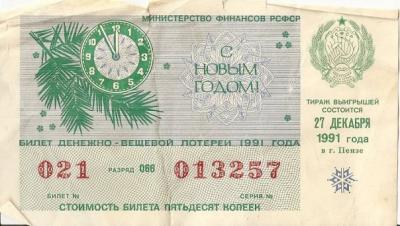 МИНИСТЕРСТВО ФИНАНСОВ РСФСР
С
НОВЫМ
ГОДОМ!
ТИРАЖ ВЫИГРЫШЕЙ
СОСТОИТСЯ
27 ДЕКАБРЯ
1991 года
в г. Пензе
БИЛЕТ ДЕНЕЖНО - ВЕЩЕВОЙ ЛОТЕРЕИ 1991 ГОДА
021 РАЗРЯД 066 013257
БИЛЕТ № СЕРИЯ №
СТОИМОСТЬ БИЛЕТА ПЯТЬДЕСЯТ КОПЕЕК